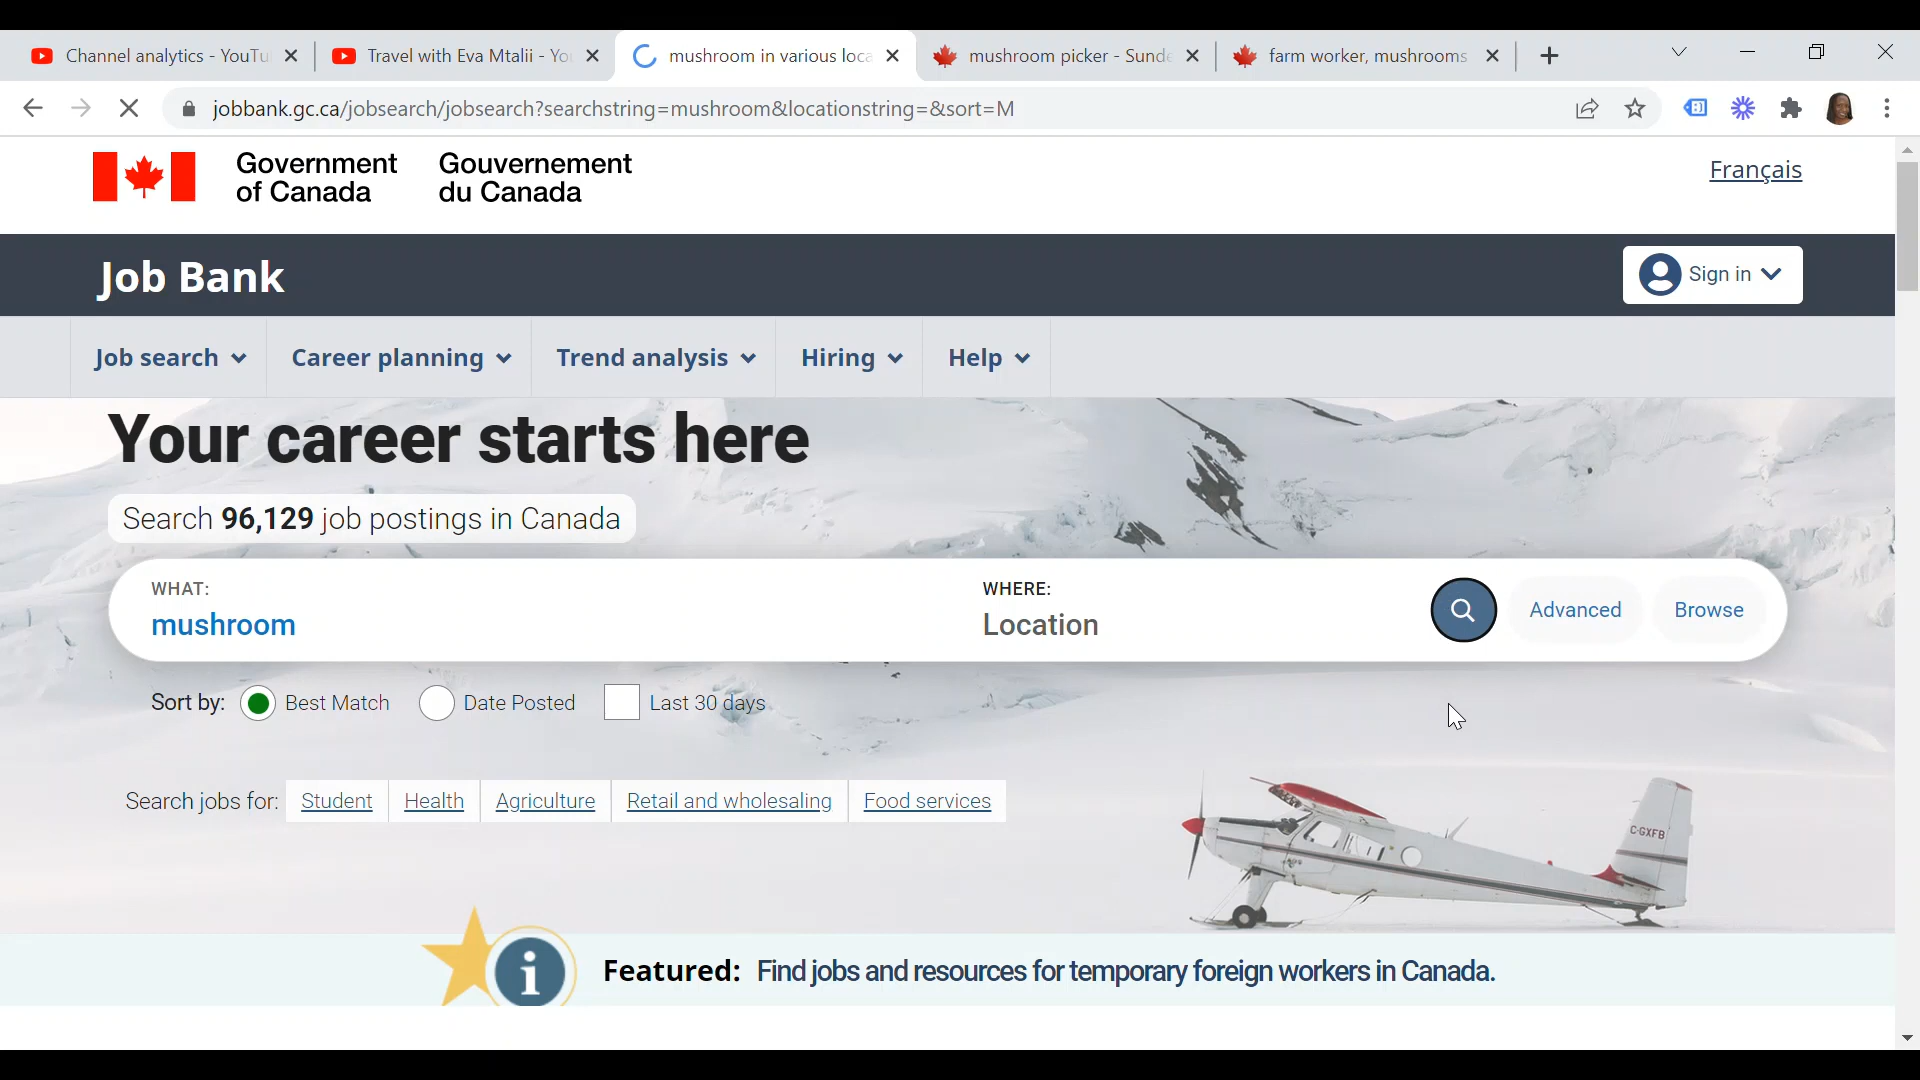 Channel analytics - YouTu
Travel with Eva Mtalii - Yo
mushroom in various loca
mushroom picker - Sunde
farm worker, mushrooms
jobbank.gc.ca/jobsearch/jobsearch?searchstring=mushroom&locationstring=&sort=M
Government Gouvernement
of Canada du Canada
Français
Job Bank
Sign in
Job search Career planning Trend analysis Hiring Help
Your career starts here
Search 96,129 job postings in Canada
WHAT: WHERE:
mushroom Location
Advanced Browse
Sort by: Best Match Date Posted Last 30 days
Search jobs for: Student Health Agriculture Retail and wholesaling Food services
C-GXFB
Featured: Find jobs and resources for temporary foreign workers in Canada.